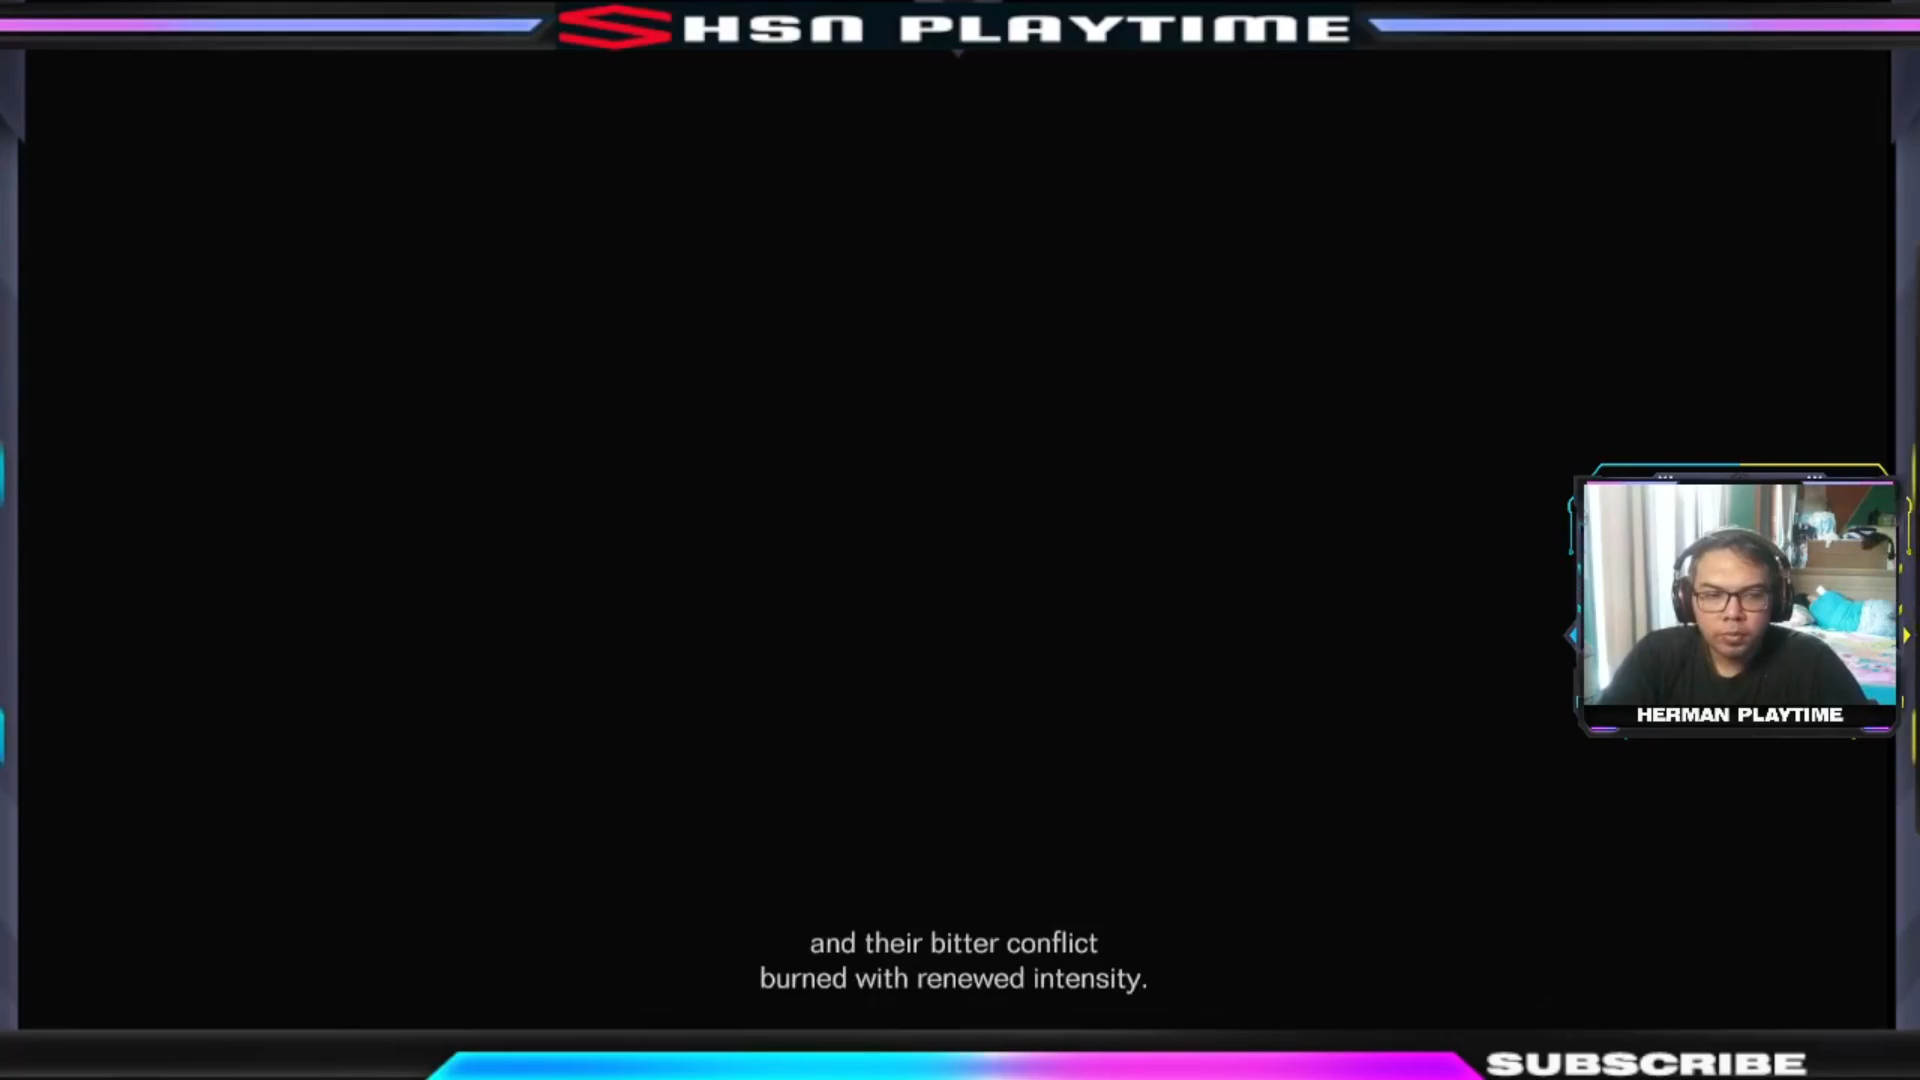 HSN PLAYTIME
HERMAN PLAYTIME
and their bitter conflict
burned with renewed intensity.
SUBSCRIBE